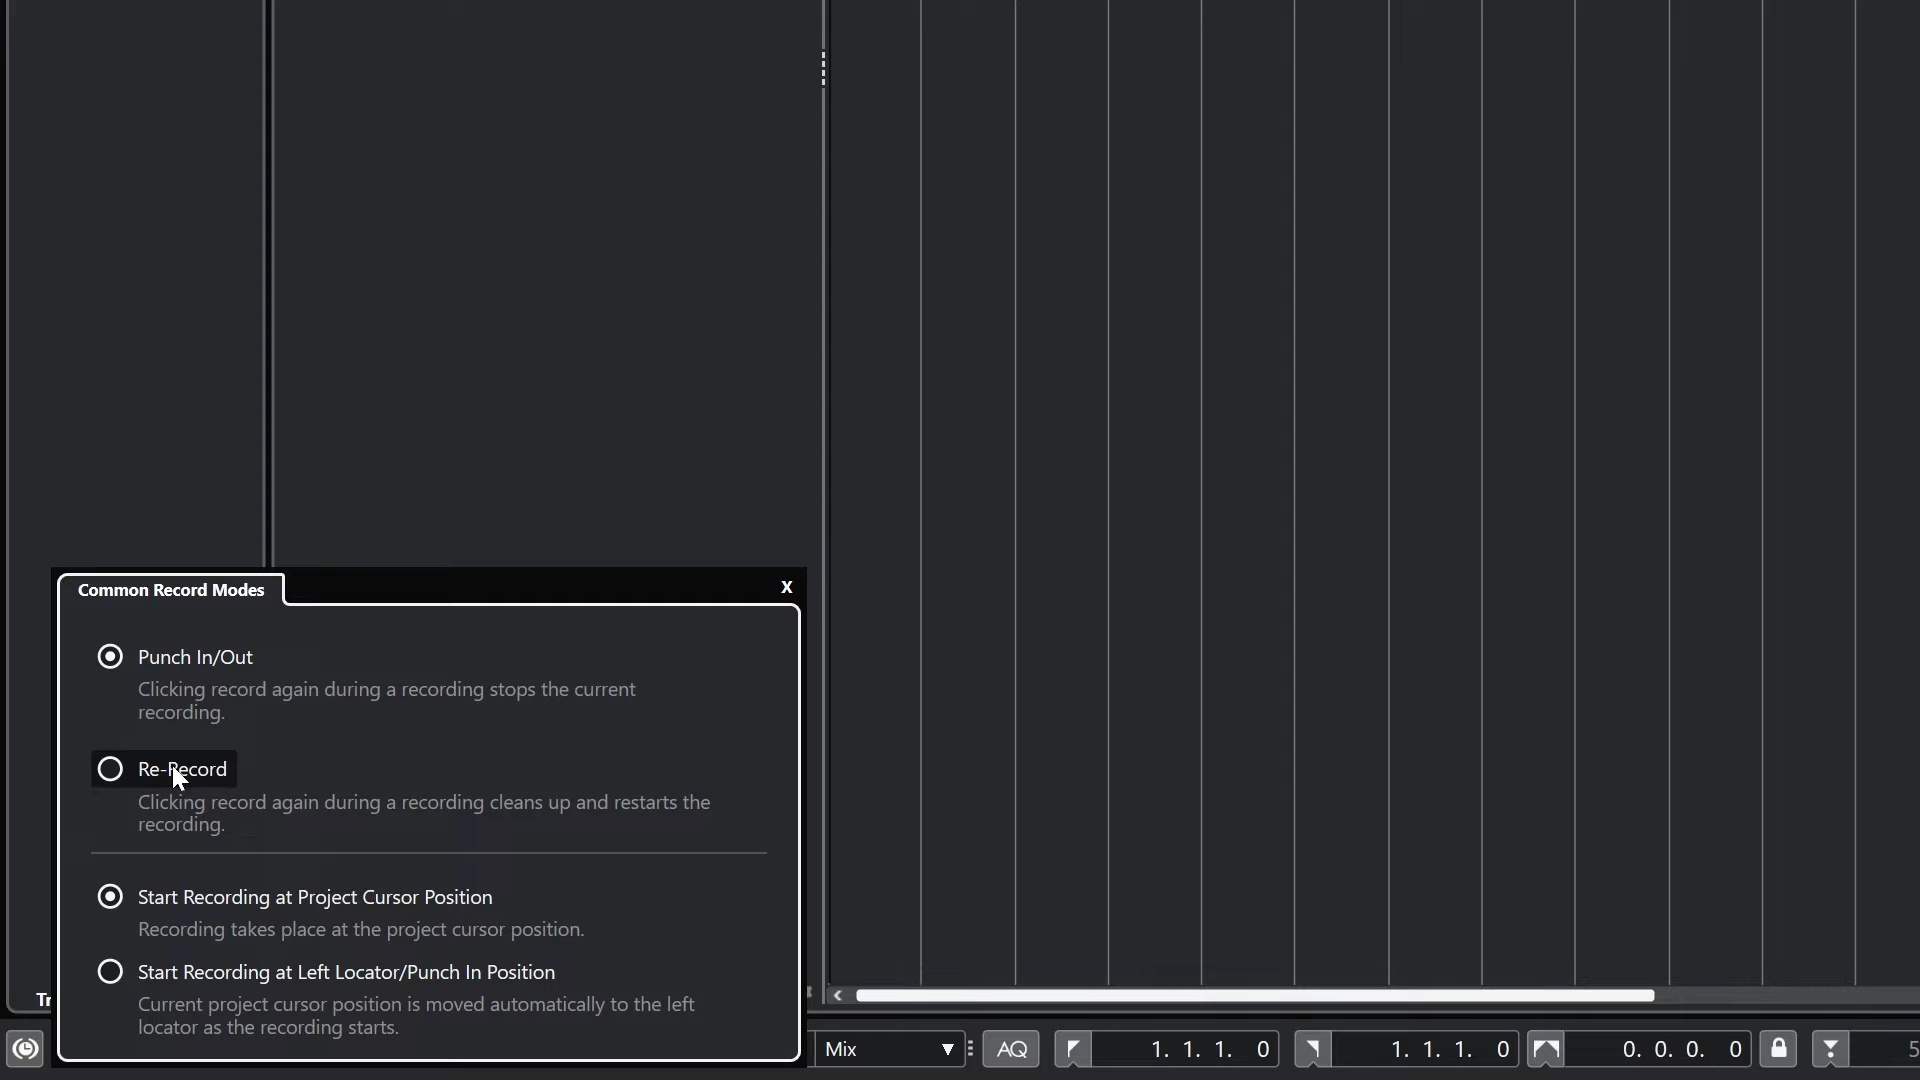 Common Record Modes
X
Punch In/Out
Clicking record again during a recording stops the current
recording.
Re-Record
Clicking record again during a recording cleans up and restarts the
recording.
Start Recording at Project Cursor Position
Recording takes place at the project cursor position.
Start Recording at Left Locator/Punch In Position
Current project cursor position is moved automatically to the left
locator as the recording starts.
Tr
Mix AQ 1. 1. 1. 0 1. 1. 1. 0 0. 0. 0. 0 5